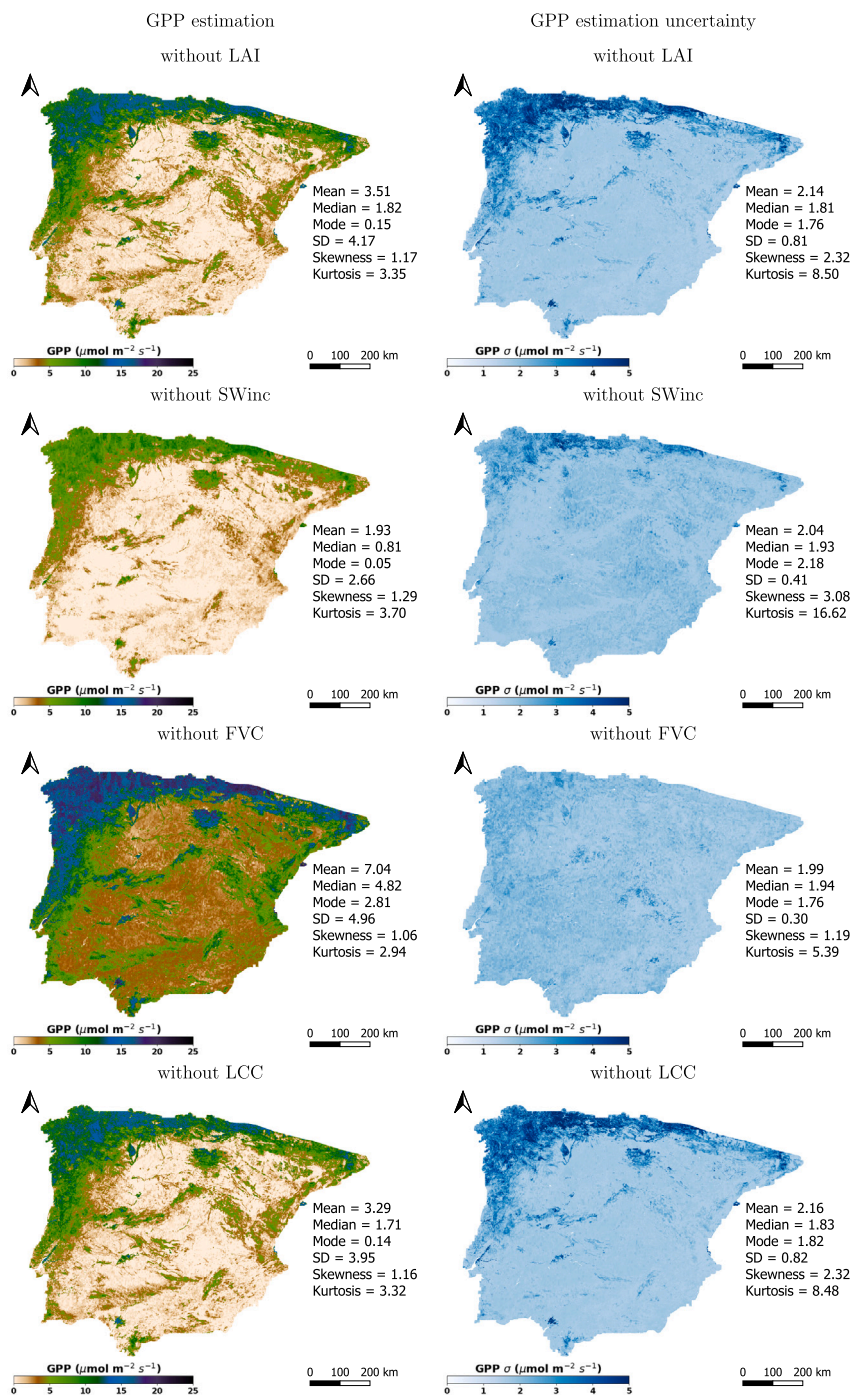 GPP estimation
GPP estimation uncertainty
without LAI
without LAI
Mean = 3.51
Median = 1.82
Mode = 0.15
SD = 4.17
Skewness = 1.17
Kurtosis = 3.35
GPP (μmol m⁻² s⁻¹)
0 5 10 15 20 25
0 100 200 km
Mean = 2.14
Median = 1.81
Mode = 1.76
SD = 0.81
Skewness = 2.32
Kurtosis = 8.50
GPP σ (μmol m⁻² s⁻¹)
0 1 2 3 4 5
0 100 200 km
without SWinc
without SWinc
Mean = 1.93
Median = 0.81
Mode = 0.05
SD = 2.66
Skewness = 1.29
Kurtosis = 3.70
GPP (μmol m⁻² s⁻¹)
0 5 10 15 20 25
0 100 200 km
Mean = 2.04
Median = 1.93
Mode = 2.18
SD = 0.41
Skewness = 3.08
Kurtosis = 16.62
GPP σ (μmol m⁻² s⁻¹)
0 1 2 3 4 5
0 100 200 km
without FVC
without FVC
Mean = 7.04
Median = 4.82
Mode = 2.81
SD = 4.96
Skewness = 1.06
Kurtosis = 2.94
GPP (μmol m⁻² s⁻¹)
0 5 10 15 20 25
0 100 200 km
Mean = 1.99
Median = 1.94
Mode = 1.76
SD = 0.30
Skewness = 1.19
Kurtosis = 5.39
GPP σ (μmol m⁻² s⁻¹)
0 1 2 3 4 5
0 100 200 km
without LCC
without LCC
Mean = 3.29
Median = 1.71
Mode = 0.14
SD = 3.95
Skewness = 1.16
Kurtosis = 3.32
GPP (μmol m⁻² s⁻¹)
0 5 10 15 20 25
0 100 200 km
Mean = 2.16
Median = 1.83
Mode = 1.82
SD = 0.82
Skewness = 2.32
Kurtosis = 8.48
GPP σ (μmol m⁻² s⁻¹)
0 1 2 3 4 5
0 100 200 km